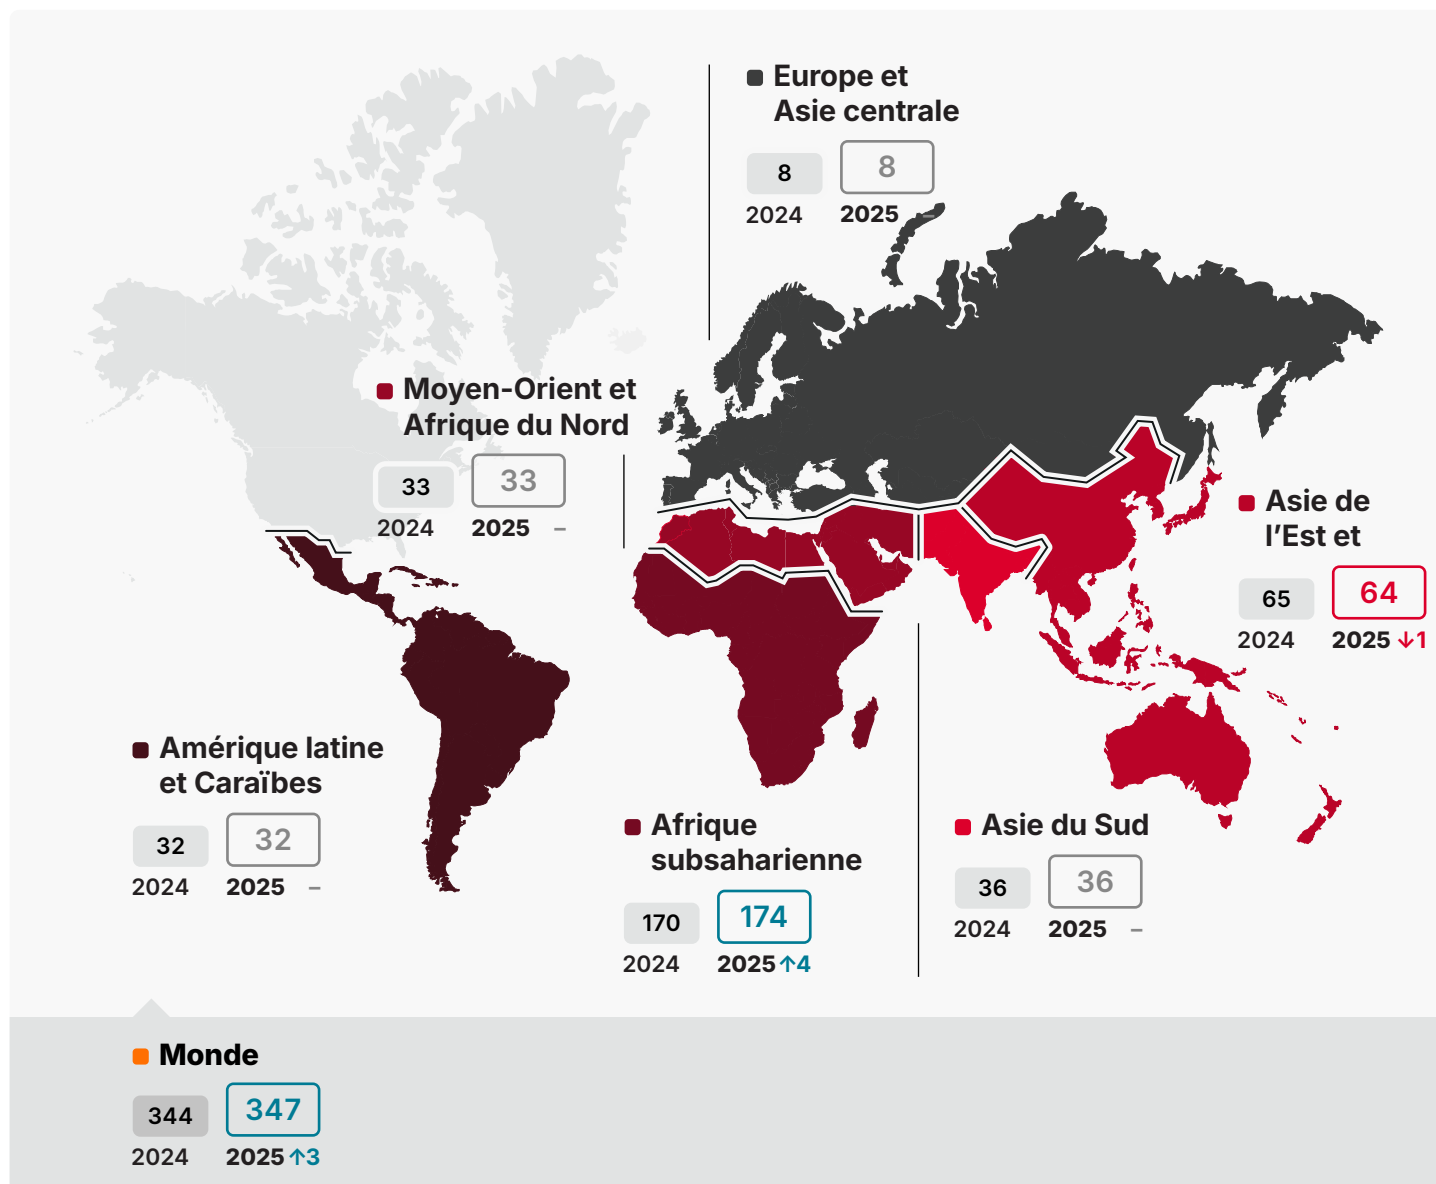 Europe et
Asie centrale
8
8
2024
2025 –
Moyen-Orient et
Afrique du Nord
33
33
2024
2025 –
Asie de
l’Est et
65
64
2024
2025 ↓1
Amérique latine
et Caraïbes
32
32
2024
2025 –
Afrique
subsaharienne
170
174
2024
2025 ↑4
Asie du Sud
36
36
2024
2025 –
Monde
344
347
2024
2025 ↑3